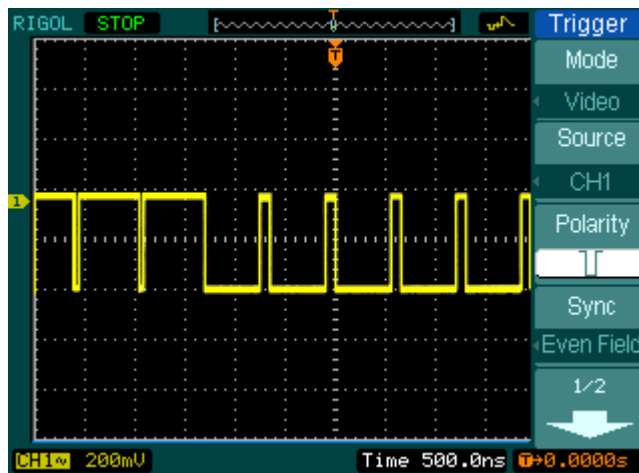 RIGOL STOP
T
Trigger
Mode
Video
Source
CH1
Polarity
Sync
Even Field
1/2
T
1
CH1 200mV Time 500.0ns T→0.0000s